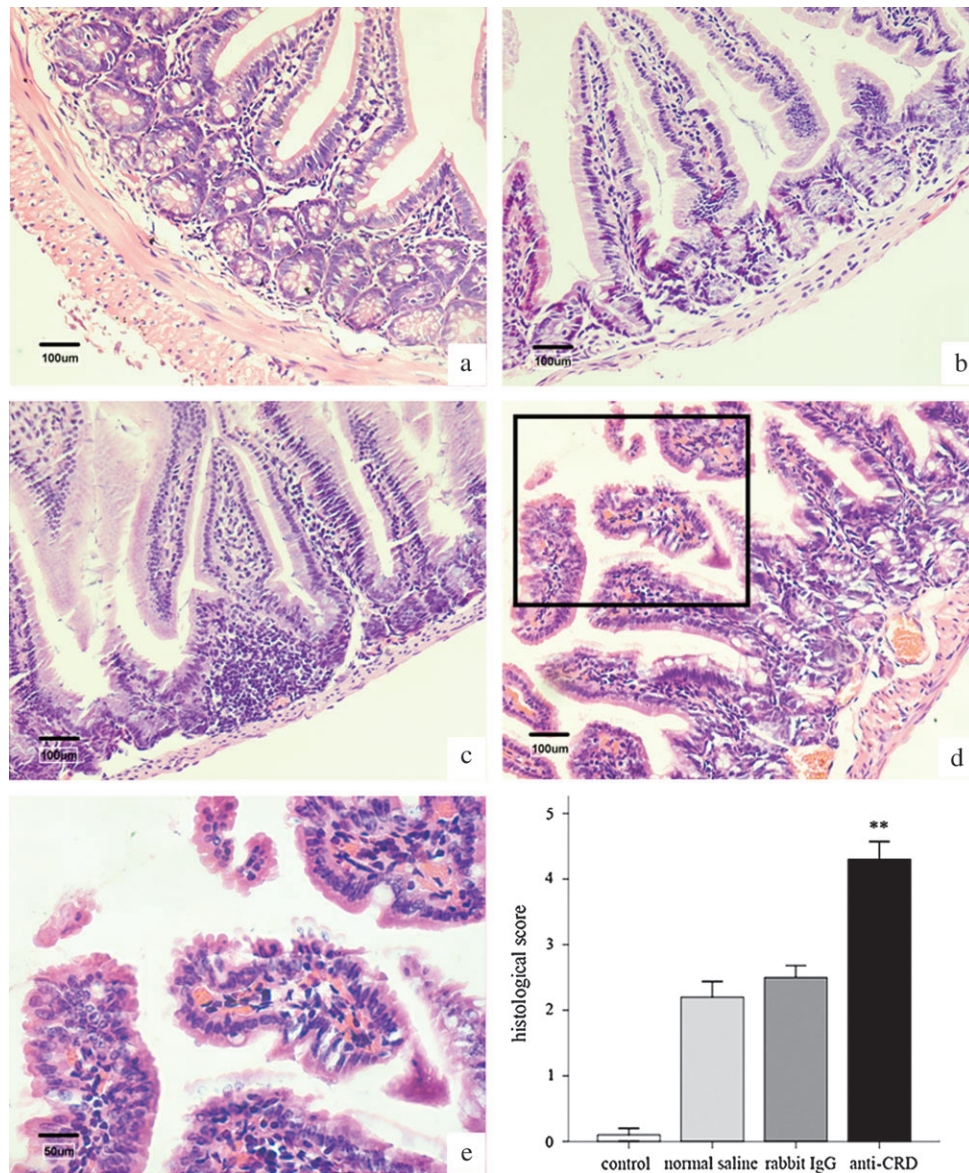 100um
a
100um
b
100um
c
100um
d
50um
e
histological score
5
4
3
2
1
0
**
control normal saline rabbit IgG anti-CRD